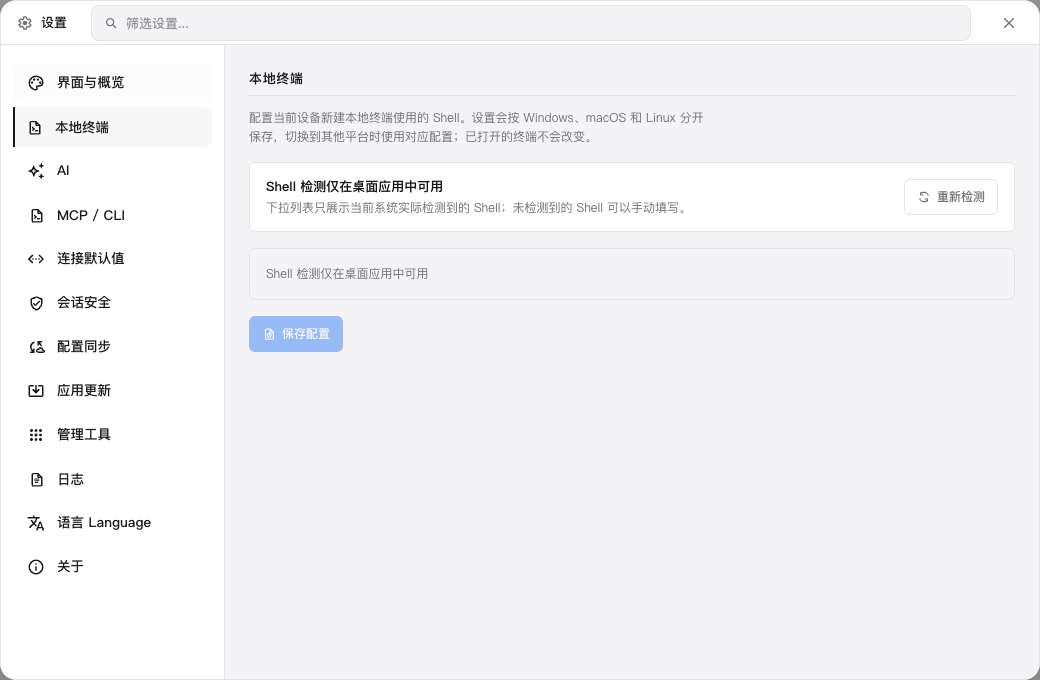 设置
筛选设置...
界面与概览
本地终端
AI
MCP / CLI
连接默认值
会话安全
配置同步
应用更新
管理工具
日志
语言 Language
关于
本地终端
配置当前设备新建本地终端使用的 Shell。设置会按 Windows、macOS 和 Linux 分开
保存，切换到其他平台时使用对应配置；已打开的终端不会改变。
Shell 检测仅在桌面应用中可用
下拉列表只展示当前系统实际检测到的 Shell；未检测到的 Shell 可以手动填写。
重新检测
Shell 检测仅在桌面应用中可用
保存配置